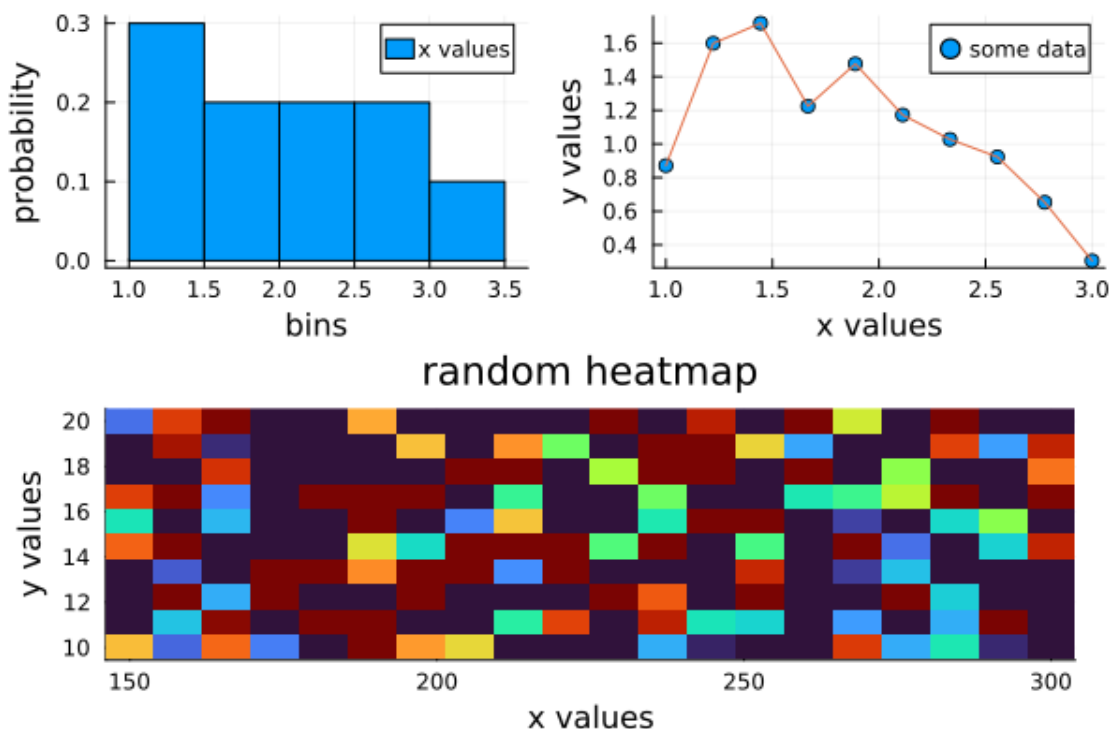 0.3
0.2
0.1
0.0
probability
x values
1.0 1.5 2.0 2.5 3.0 3.5
bins
1.6
1.4
1.2
1.0
0.8
0.6
0.4
y values
some data
1.0 1.5 2.0 2.5 3.0
x values
random heatmap
20
18
16
14
12
10
y values
150 200 250 300
x values